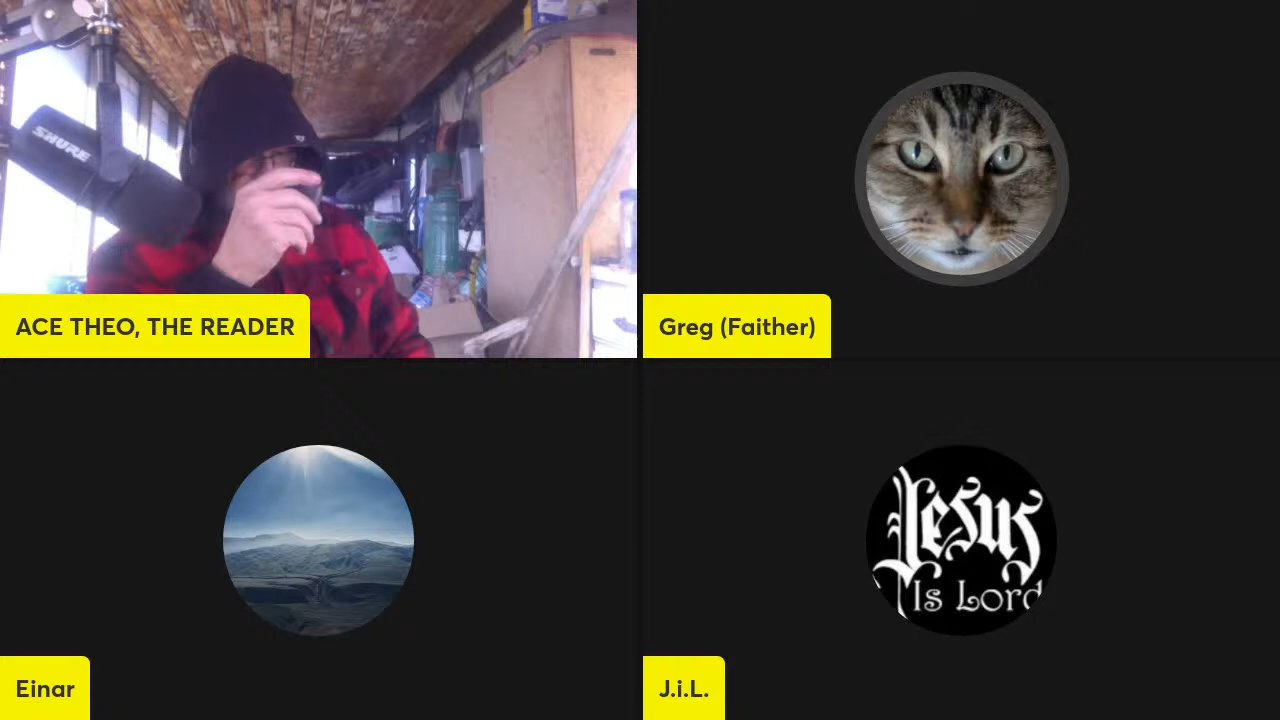 SHURE
ACE THEO, THE READER
Greg (Faither)
Einar
Jesus
Is Lord
J.i.L.